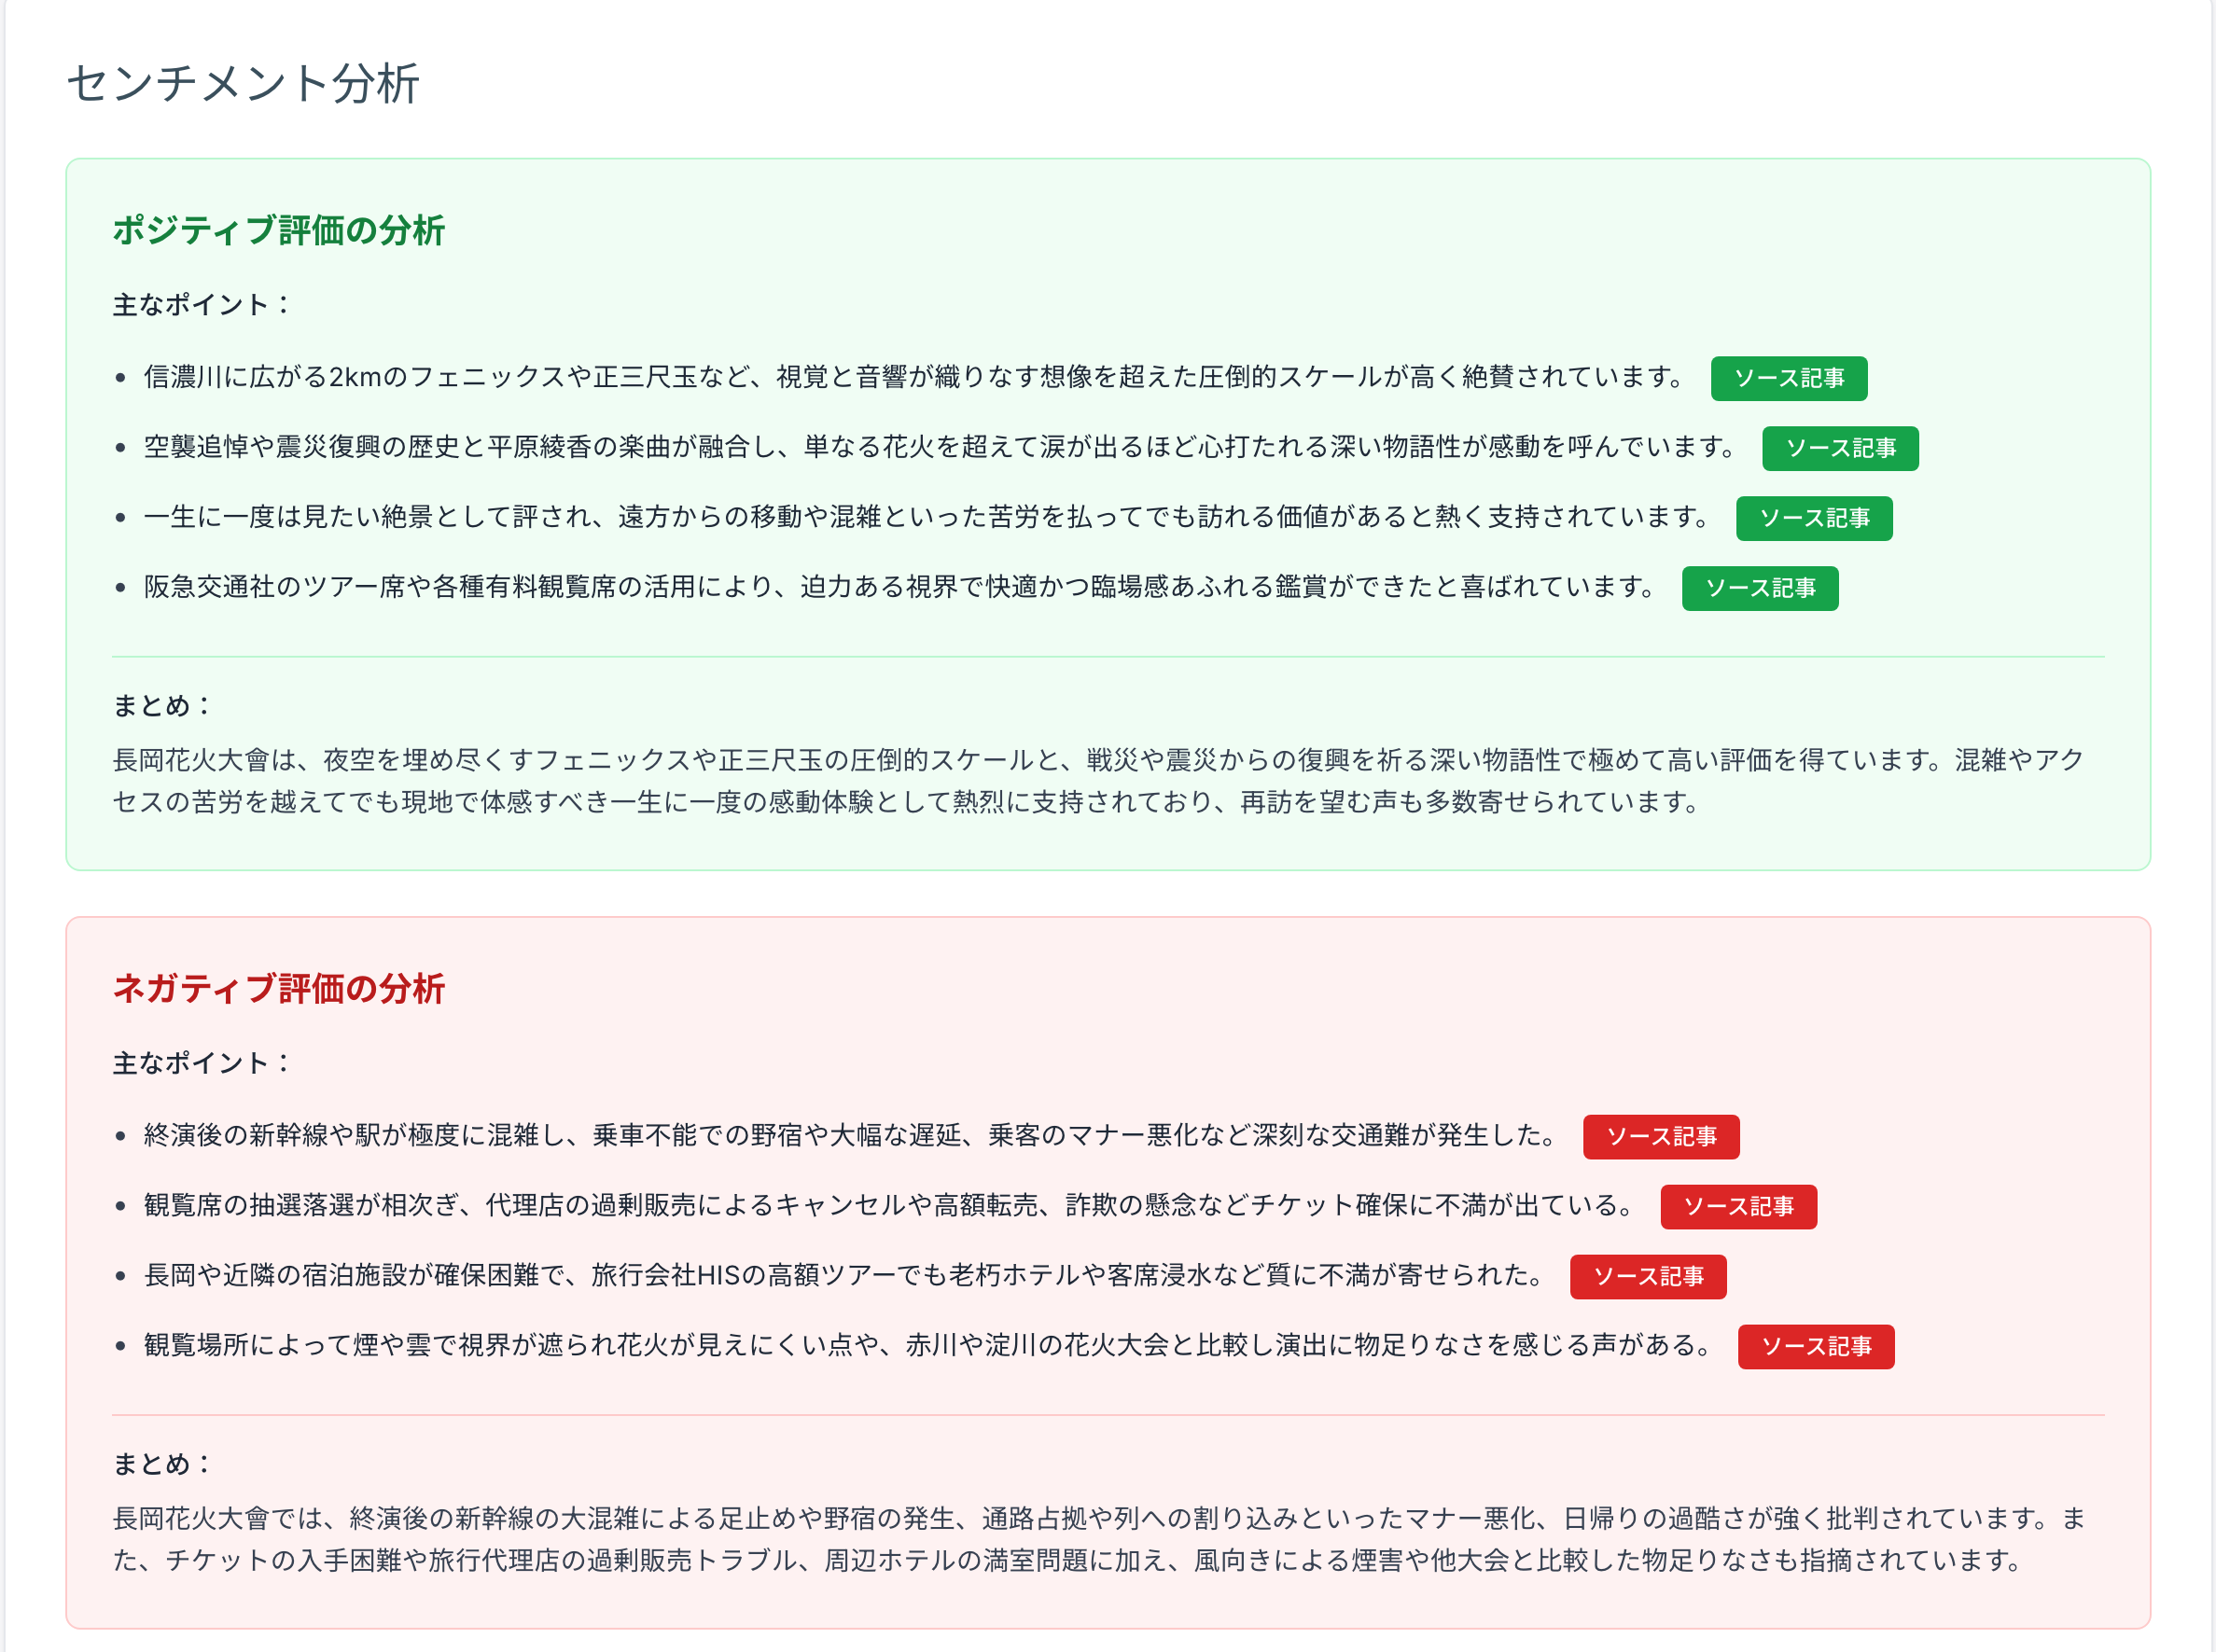 センチメント分析
ポジティブ評価の分析
主なポイント：
• 信濃川に広がる2kmのフェニックスや正三尺玉など、視覚と音響が織りなす想像を超えた圧倒的スケールが高く絶賛されています。 ソース記事
• 空襲追悼や震災復興の歴史と平原綾香の楽曲が融合し、単なる花火を超えて涙が出るほど心打たれる深い物語性が感動を呼んでいます。 ソース記事
• 一生に一度は見たい絶景として評され、遠方からの移動や混雑といった苦労を払ってでも訪れる価値があると熱く支持されています。 ソース記事
• 阪急交通社のツアー席や各種有料観覧席の活用により、迫力ある視界で快適かつ臨場感あふれる鑑賞ができたと喜ばれています。 ソース記事
まとめ：
長岡花火大會は、夜空を埋め尽くすフェニックスや正三尺玉の圧倒的スケールと、戦災や震災からの復興を祈る深い物語性で極めて高い評価を得ています。混雑やアク
セスの苦労を越えてでも現地で体感すべき一生に一度の感動体験として熱烈に支持されており、再訪を望む声も多数寄せられています。
ネガティブ評価の分析
主なポイント：
• 終演後の新幹線や駅が極度に混雑し、乗車不能での野宿や大幅な遅延、乗客のマナー悪化など深刻な交通難が発生した。 ソース記事
• 観覧席の抽選落選が相次ぎ、代理店の過剰販売によるキャンセルや高額転売、詐欺の懸念などチケット確保に不満が出ている。 ソース記事
• 長岡や近隣の宿泊施設が確保困難で、旅行会社HISの高額ツアーでも老朽ホテルや客席浸水など質に不満が寄せられた。 ソース記事
• 観覧場所によって煙や雲で視界が遮られ花火が見えにくい点や、赤川や淀川の花火大会と比較し演出に物足りなさを感じる声がある。 ソース記事
まとめ：
長岡花火大會では、終演後の新幹線の大混雑による足止めや野宿の発生、通路占拠や列への割り込みといったマナー悪化、日帰りの過酷さが強く批判されています。ま
た、チケットの入手困難や旅行代理店の過剰販売トラブル、周辺ホテルの満室問題に加え、風向きによる煙害や他大会と比較した物足りなさも指摘されています。